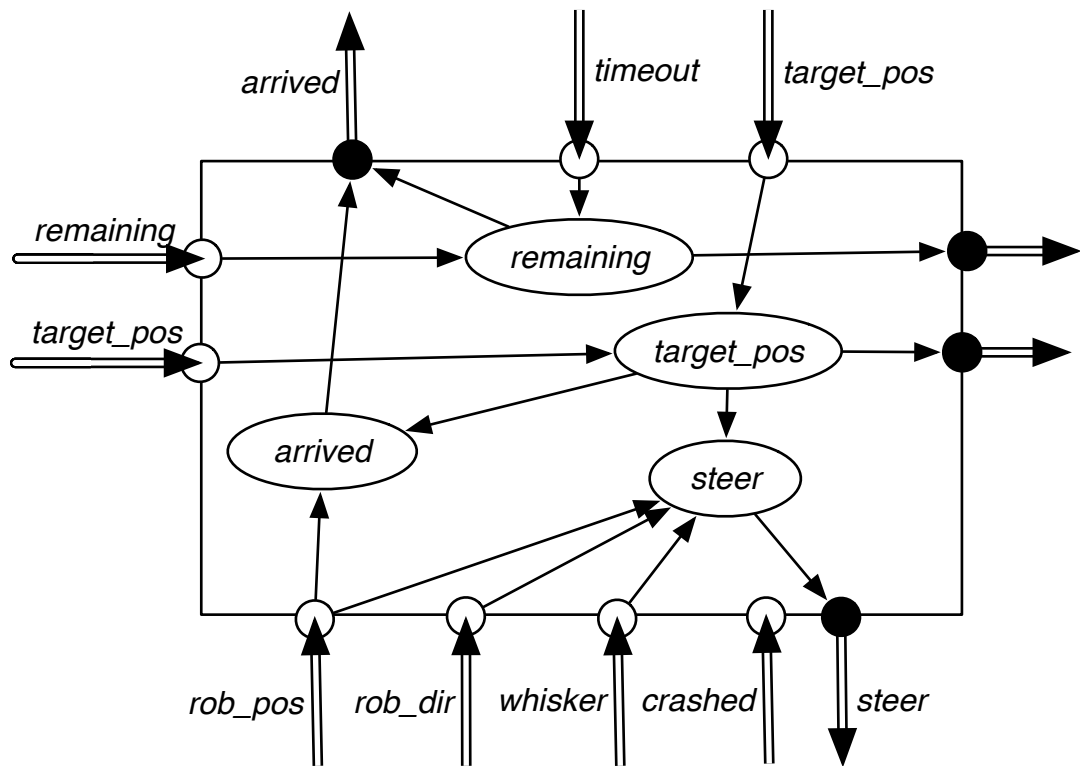 timeout
target_pos
arrived
remaining
remaining
target_pos
target_pos
arrived
steer
rob_pos
rob_dir
whisker
crashed
steer